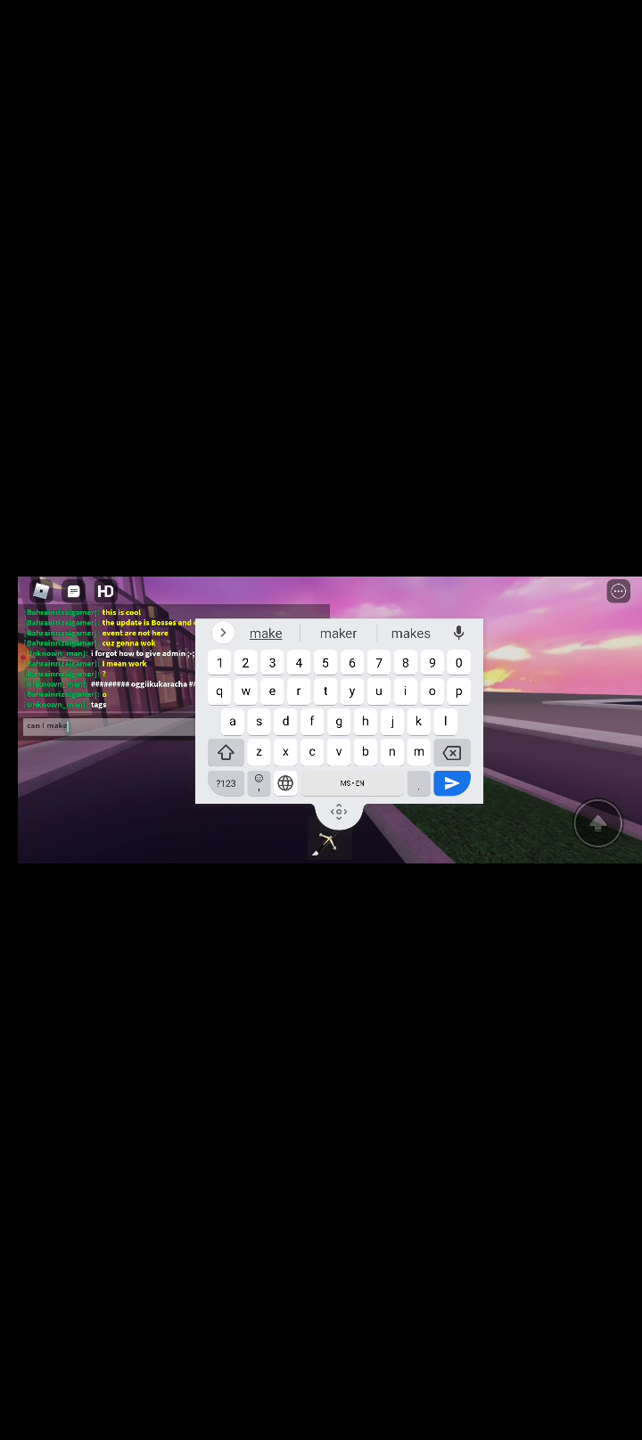 HD
[Bahrainrizalgamer]: this is cool
[Bahrainrizalgamer]: the update is Bosses and
[Bahrainrizalgamer]: event are not here
[Bahrainrizalgamer]: cuz gonna wok
[Unknown_man]: i forgot how to give admin ;-;
[Bahrainrizalgamer]: I mean work
[Bahrainrizalgamer]: ?
[Unknown_man]: ######### oggiikukaracha ##
[Bahrainrizalgamer]: o
[Unknown_man]: tags
can I make
make maker makes
1 2 3 4 5 6 7 8 9 0
q w e r t y u i o p
a s d f g h j k l
z x c v b n m
?123 , MS•EN .